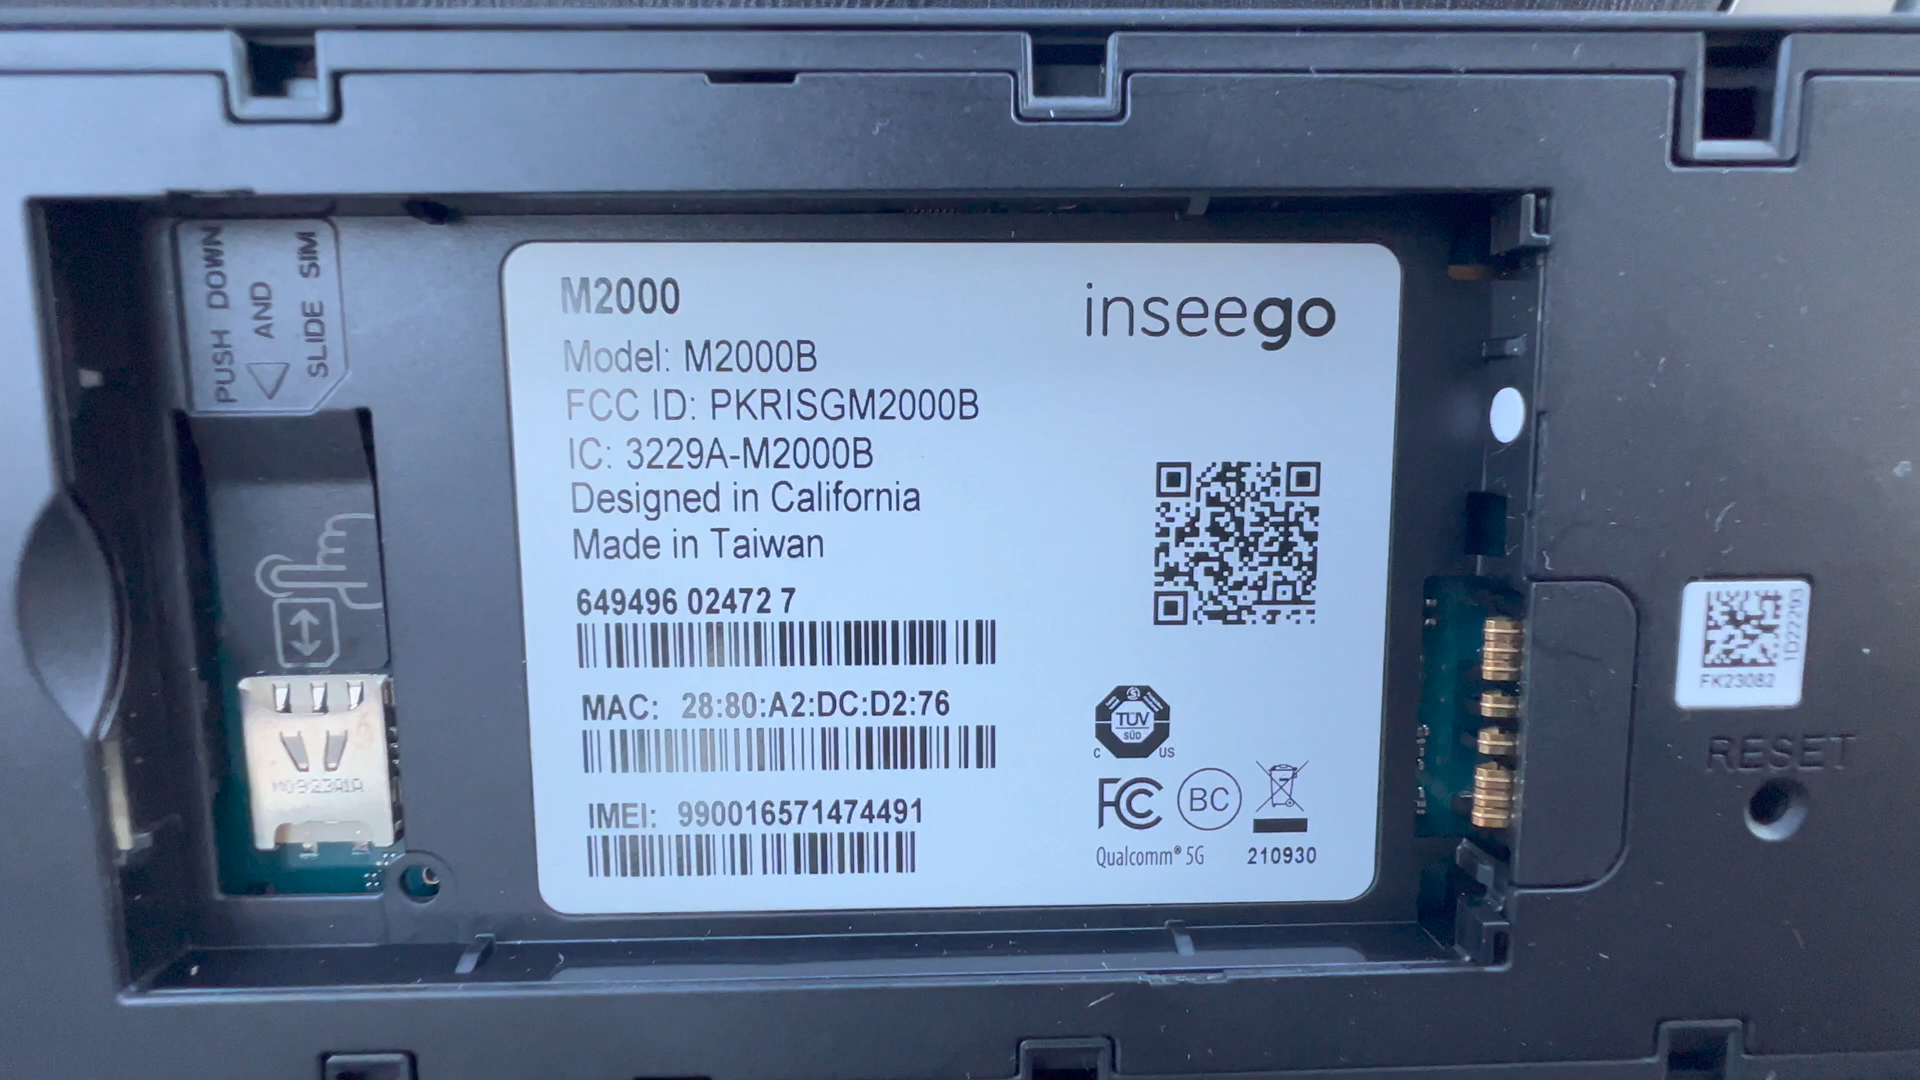 PUSH DOWN
AND
SLIDE SIM
M2000
inseego
Model: M2000B
FCC ID: PKRISGM2000B
IC: 3229A-M2000B
Designed in California
Made in Taiwan
649496 02472 7
MAC: 28:80:A2:DC:D2:76
IMEI: 990016571474491
TÜV
SÜD
C US
FC
BC
Qualcomm® 5G
210930
1D22293
FK23082
RESET